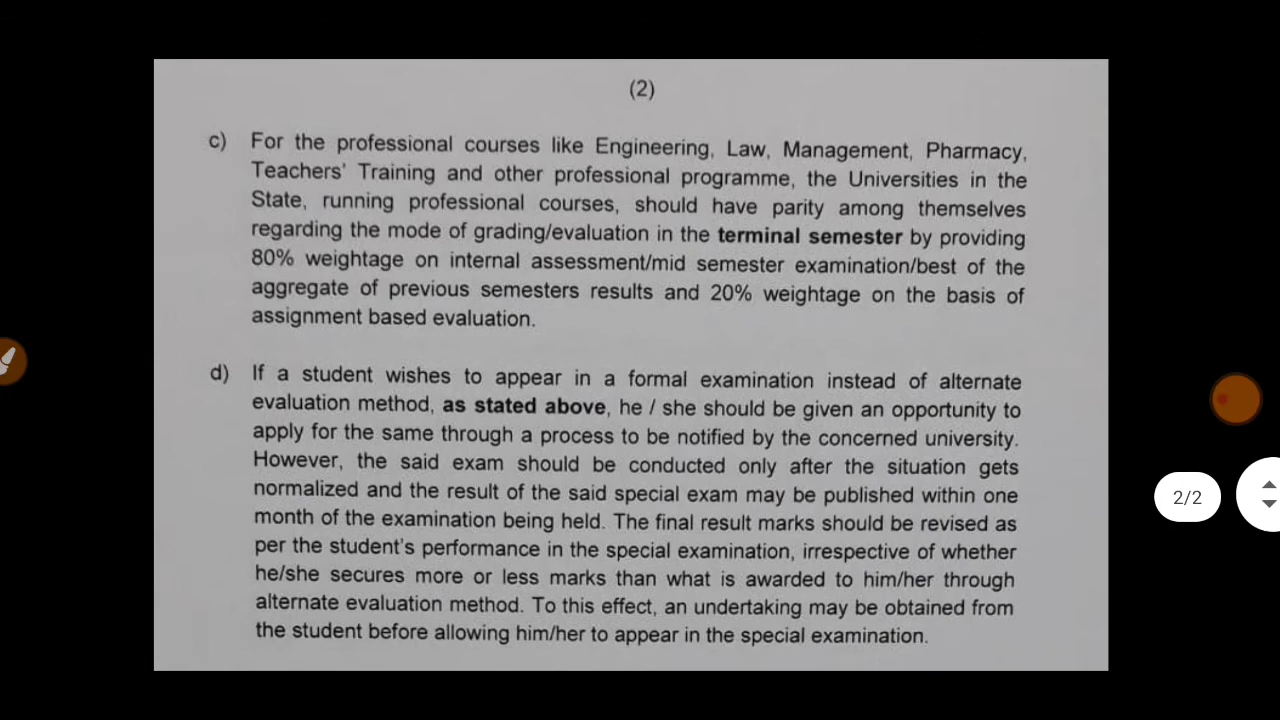 (2)
c) For the professional courses like Engineering, Law, Management, Pharmacy,
Teachers' Training and other professional programme, the Universities in the
State, running professional courses, should have parity among themselves
regarding the mode of grading/evaluation in the terminal semester by providing
80% weightage on internal assessment/mid semester examination/best of the
aggregate of previous semesters results and 20% weightage on the basis of
assignment based evaluation.
d) If a student wishes to appear in a formal examination instead of alternate
evaluation method, as stated above, he / she should be given an opportunity to
apply for the same through a process to be notified by the concerned university.
However, the said exam should be conducted only after the situation gets
normalized and the result of the said special exam may be published within one
month of the examination being held. The final result marks should be revised as
per the student's performance in the special examination, irrespective of whether
he/she secures more or less marks than what is awarded to him/her through
alternate evaluation method. To this effect, an undertaking may be obtained from
the student before allowing him/her to appear in the special examination.
2/2